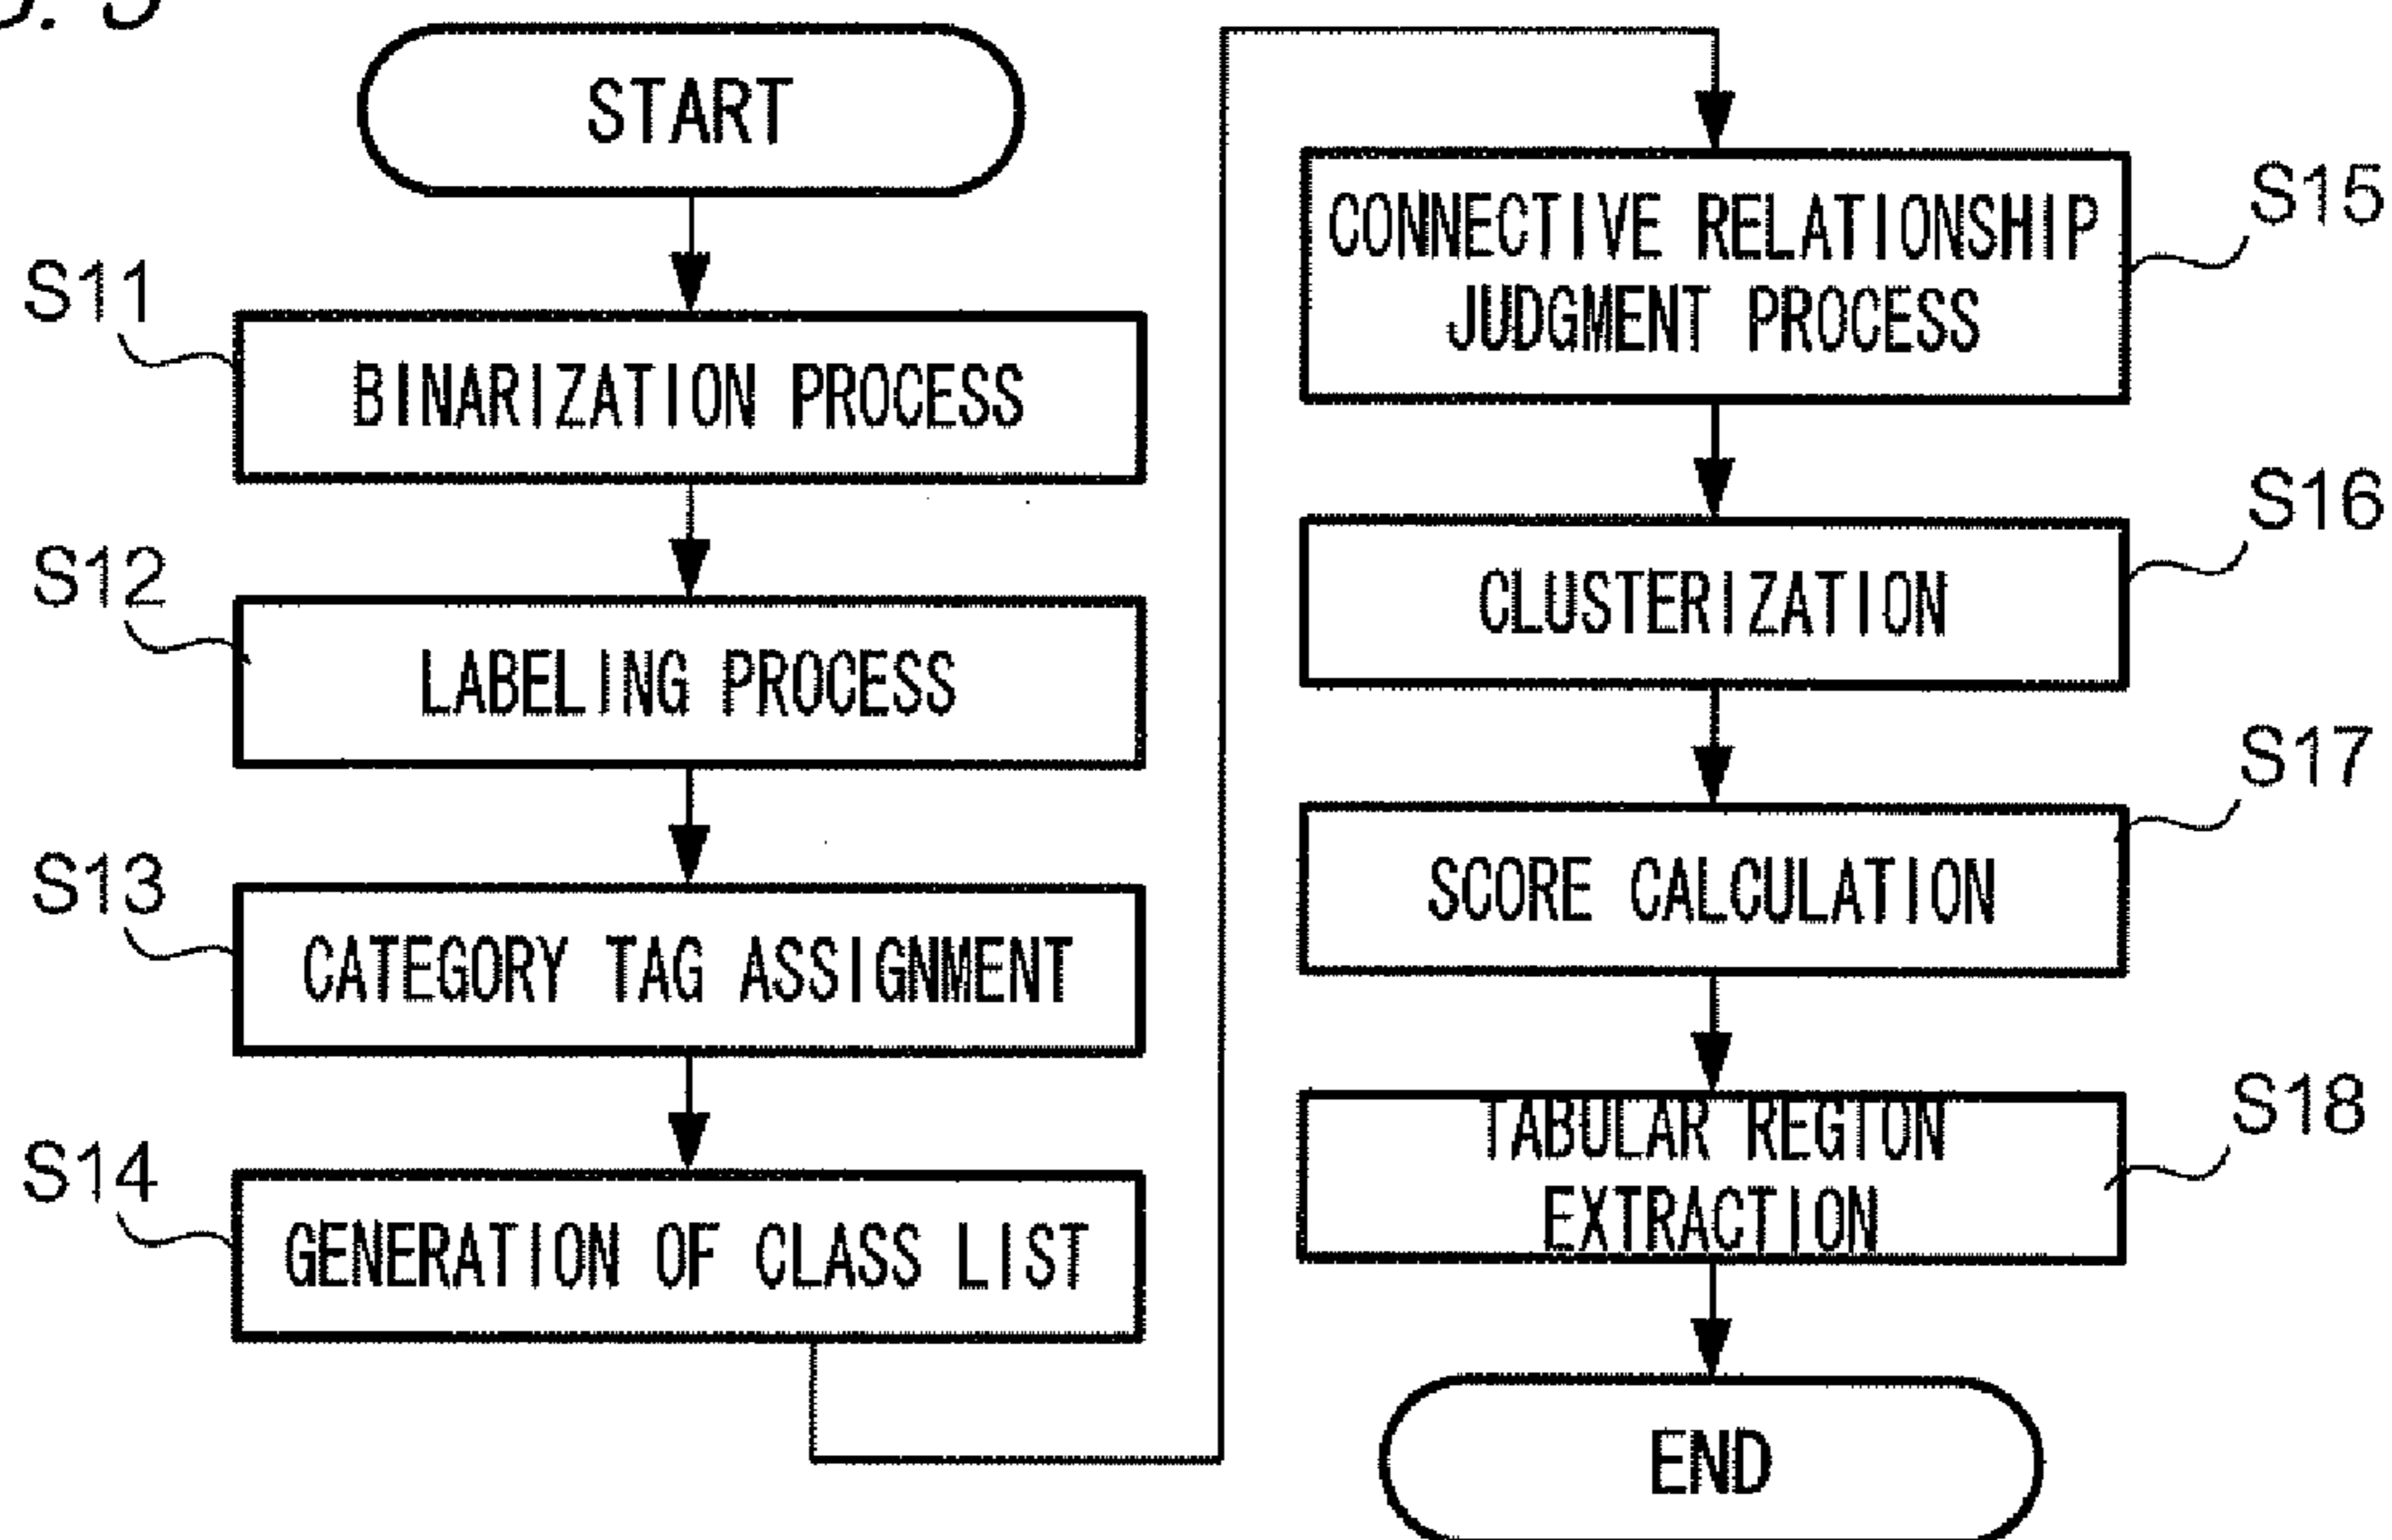 START
S11
BINARIZATION PROCESS
S12
LABELING PROCESS
S13
CATEGORY TAG ASSIGNMENT
S14
GENERATION OF CLASS LIST
CONNECTIVE RELATIONSHIP
JUDGMENT PROCESS
S15
CLUSTERIZATION
S16
SCORE CALCULATION
S17
TABULAR REGION
EXTRACTION
S18
END